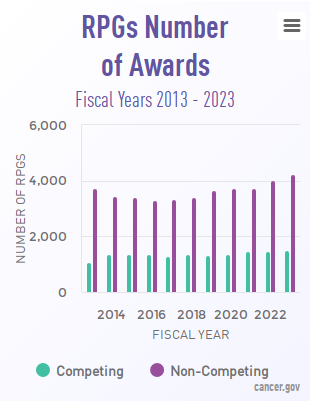 RPGs Number
of Awards
Fiscal Years 2013 - 2023
NUMBER OF RPGS
6,000
4,000
2,000
0
2014 2016 2018 2020 2022
FISCAL YEAR
Competing Non-Competing
cancer.gov